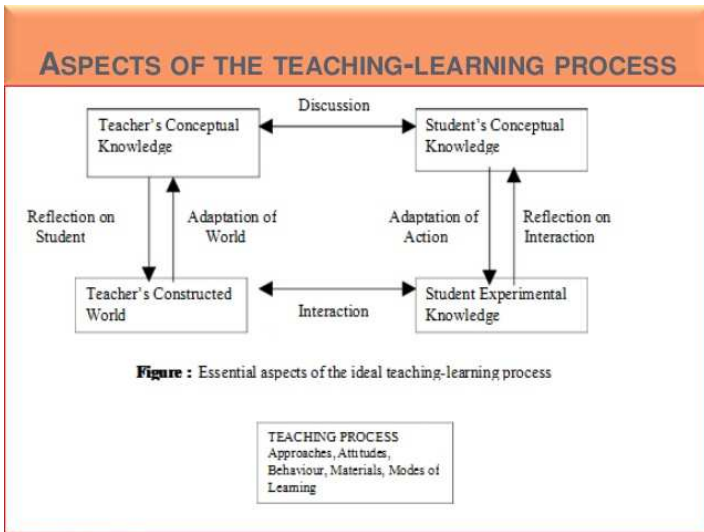 ASPECTS OF THE TEACHING-LEARNING PROCESS
Discussion
Teacher's Conceptual
Knowledge
Student's Conceptual
Knowledge
Reflection on
Student
Adaptation of
World
Adaptation of
Action
Reflection on
Interaction
Teacher's Constructed
World
Interaction
Student Experimental
Knowledge
Figure : Essential aspects of the ideal teaching-learning process
TEACHING PROCESS
Approaches, Attitudes,
Behaviour, Materials, Modes of
Learning